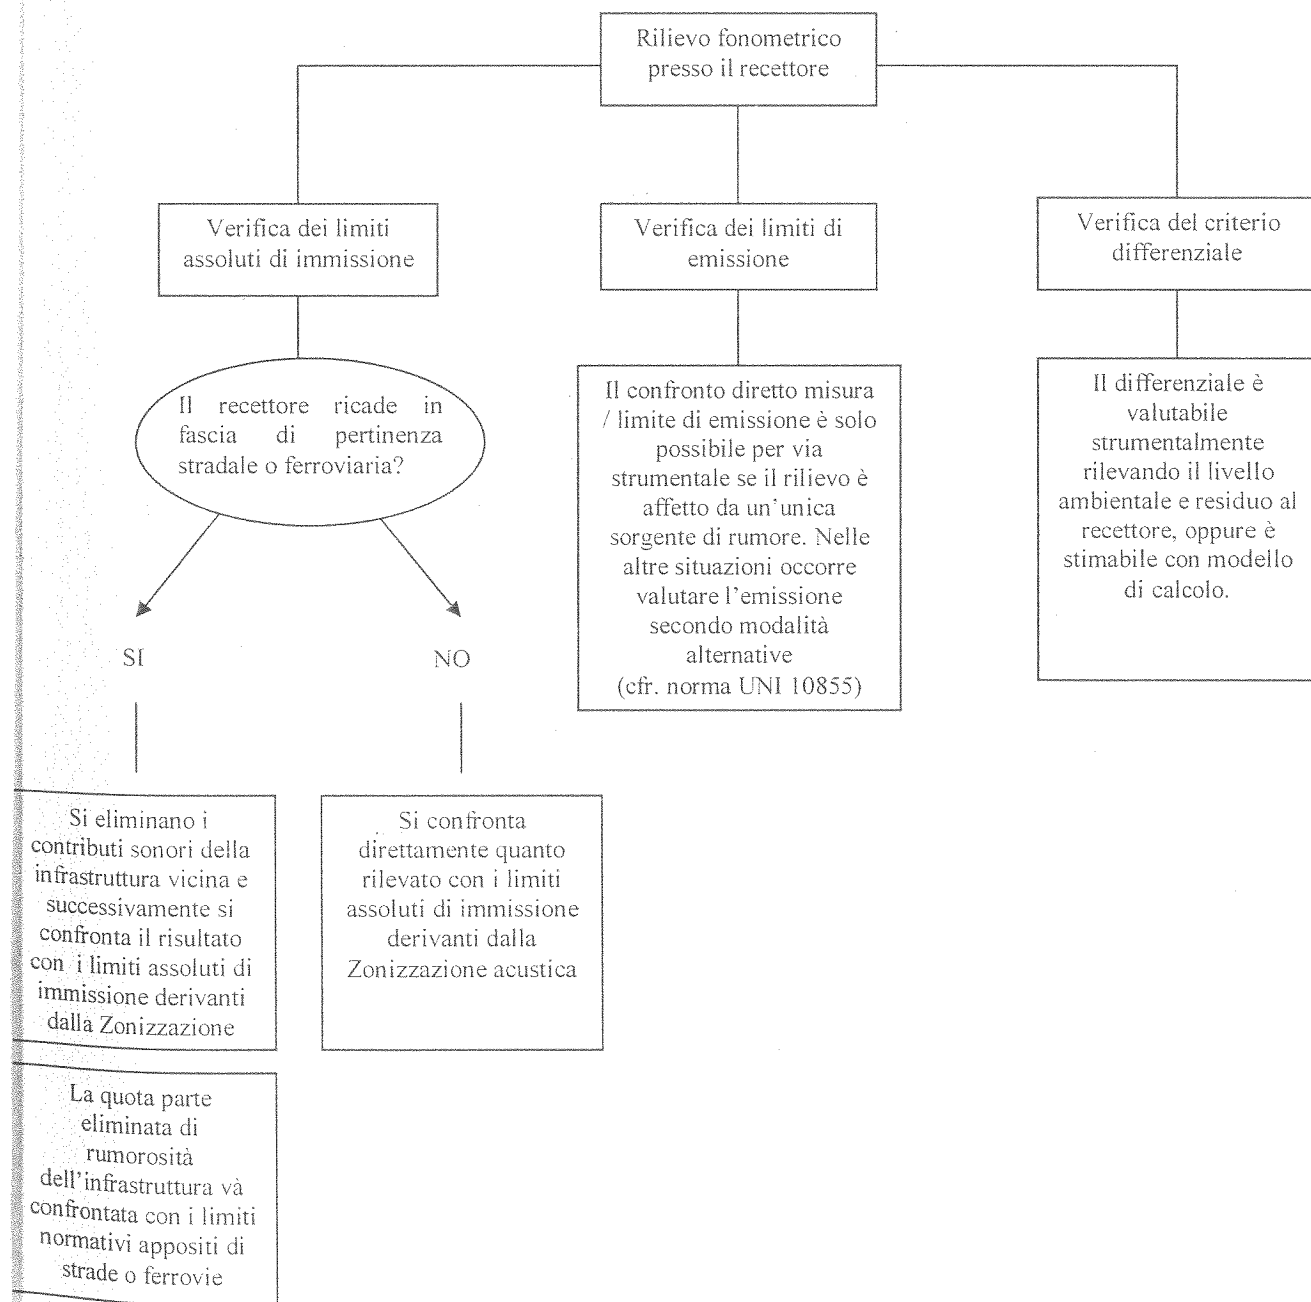 Rilievo fonometrico
presso il recettore
Verifica dei limiti
assoluti di immissione
Verifica dei limiti di
emissione
Verifica del criterio
differenziale
Il recettore ricade in
fascia di pertinenza
stradale o ferroviaria?
Il confronto diretto misura
/ limite di emissione è solo
possibile per via
strumentale se il rilievo è
affetto da un'unica
sorgente di rumore. Nelle
altre situazioni occorre
valutare l'emissione
secondo modalità
alternative
(cfr. norma UNI 10855)
Il differenziale è
valutabile
strumentalmente
rilevando il livello
ambientale e residuo al
recettore, oppure è
stimabile con modello
di calcolo.
SI
NO
Si eliminano i
contributi sonori della
infrastruttura vicina e
successivamente si
confronta il risultato
con i limiti assoluti di
immissione derivanti
dalla Zonizzazione
Si confronta
direttamente quanto
rilevato con i limiti
assoluti di immissione
derivanti dalla
Zonizzazione acustica
La quota parte
eliminata di
rumorosità
dell'infrastruttura và
confrontata con i limiti
normativi appositi di
strade o ferrovie